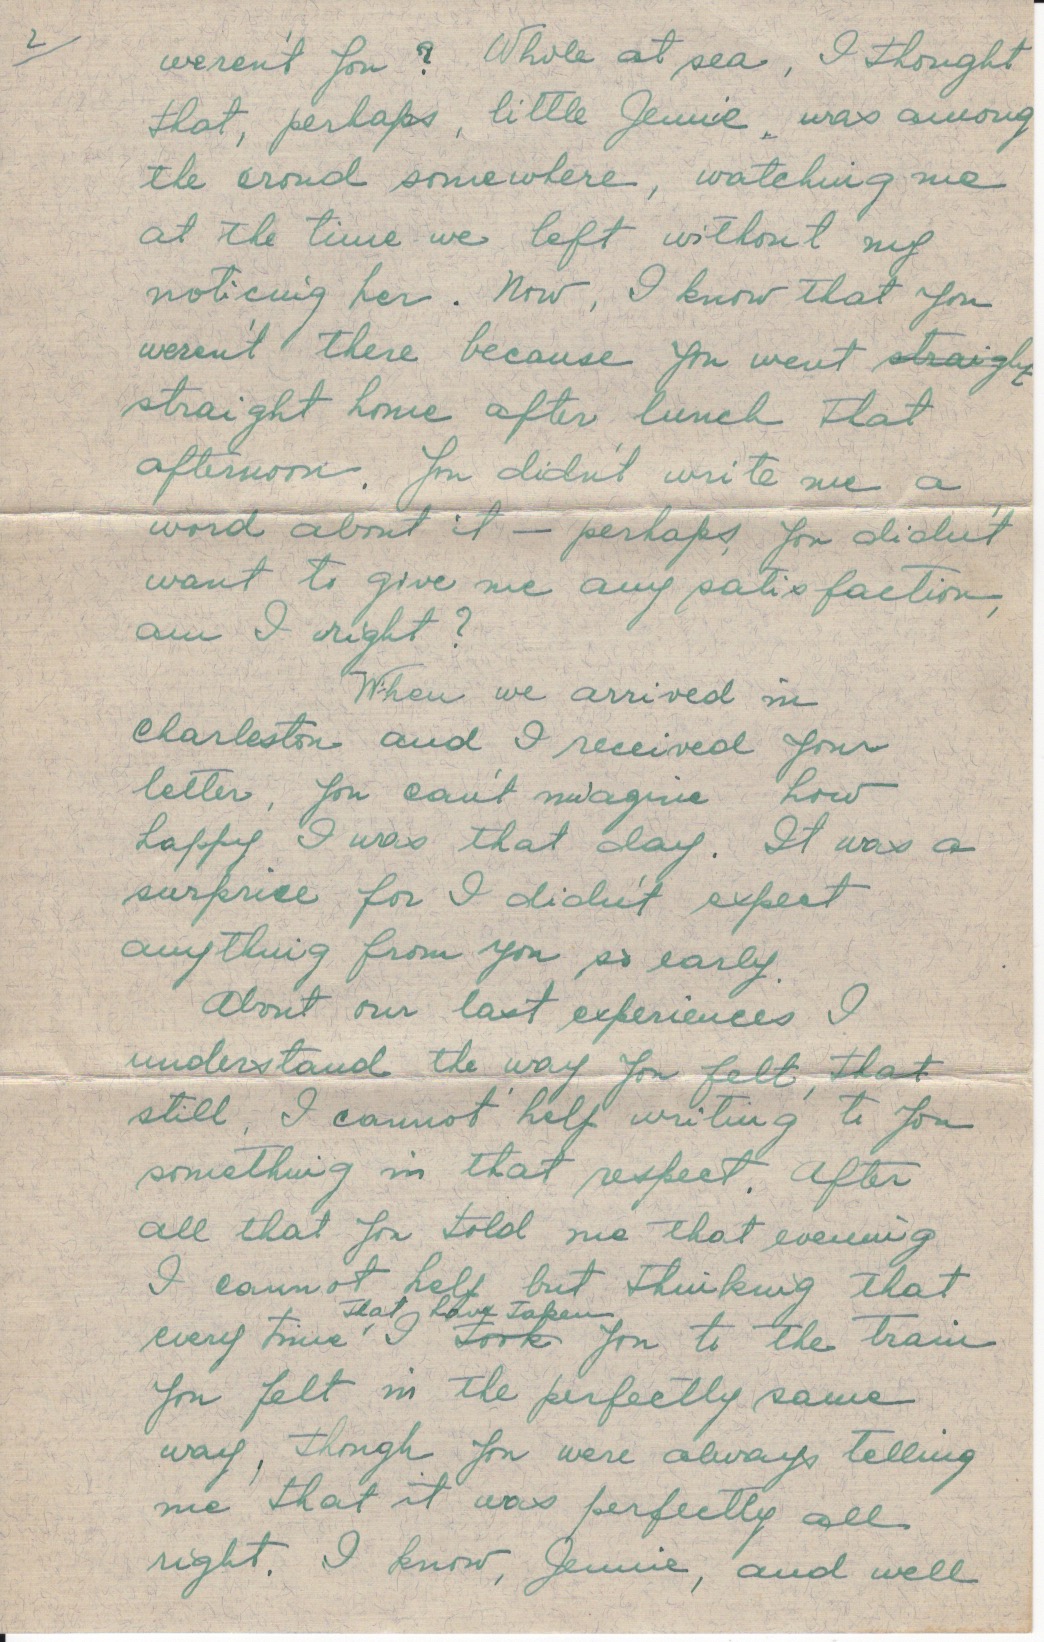 2/
weren't you? Whole at sea, I thought
that, perhaps, little Jennie, was among
the croud somewhere, watching me
at the time we left without my
noticing her. Now, I know that you
weren't there because you went straight
straight home after lunch that
afternoon. You didn't write me a
word about it — perhaps, you didn't
want to give me any satisfaction,
am I right?
When we arrived in
Charleston and I received your
letter, you can't imagine how
happy I was that day. It was a
surprise for I didn't expect
anything from you so early.
About our last experiences I
understand the way you felt, that
still, I cannot help writing to you
something in that respect. After
all that you told me that evening
I cannot help but thinking that
that have taken
every time I took you to the train
you felt in the perfectly same
way, though you were always telling
me that it was perfectly all
right. I know, Jennie, and well